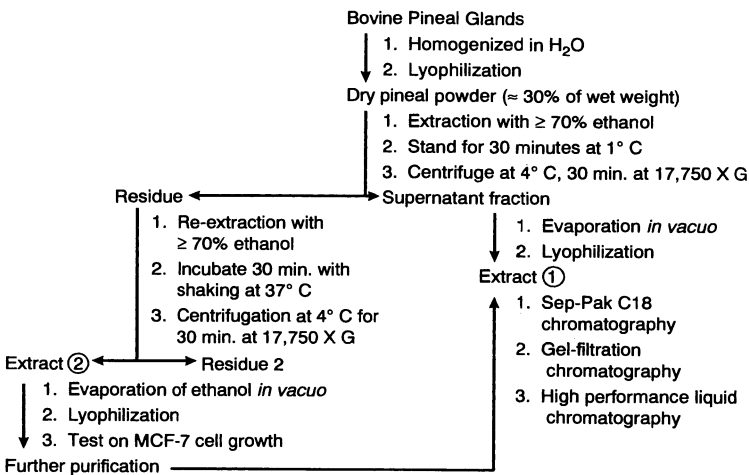 Bovine Pineal Glands
1. Homogenized in H₂O
2. Lyophilization
Dry pineal powder (≈ 30% of wet weight)
1. Extraction with ≥ 70% ethanol
2. Stand for 30 minutes at 1° C
3. Centrifuge at 4° C, 30 min. at 17,750 X G
Residue
Supernatant fraction
1. Re-extraction with
≥ 70% ethanol
2. Incubate 30 min. with
shaking at 37° C
3. Centrifugation at 4° C for
30 min. at 17,750 X G
1. Evaporation in vacuo
2. Lyophilization
Extract ①
1. Sep-Pak C18
chromatography
2. Gel-filtration
chromatography
3. High performance liquid
chromatography
Extract ②
Residue 2
1. Evaporation of ethanol in vacuo
2. Lyophilization
3. Test on MCF-7 cell growth
Further purification